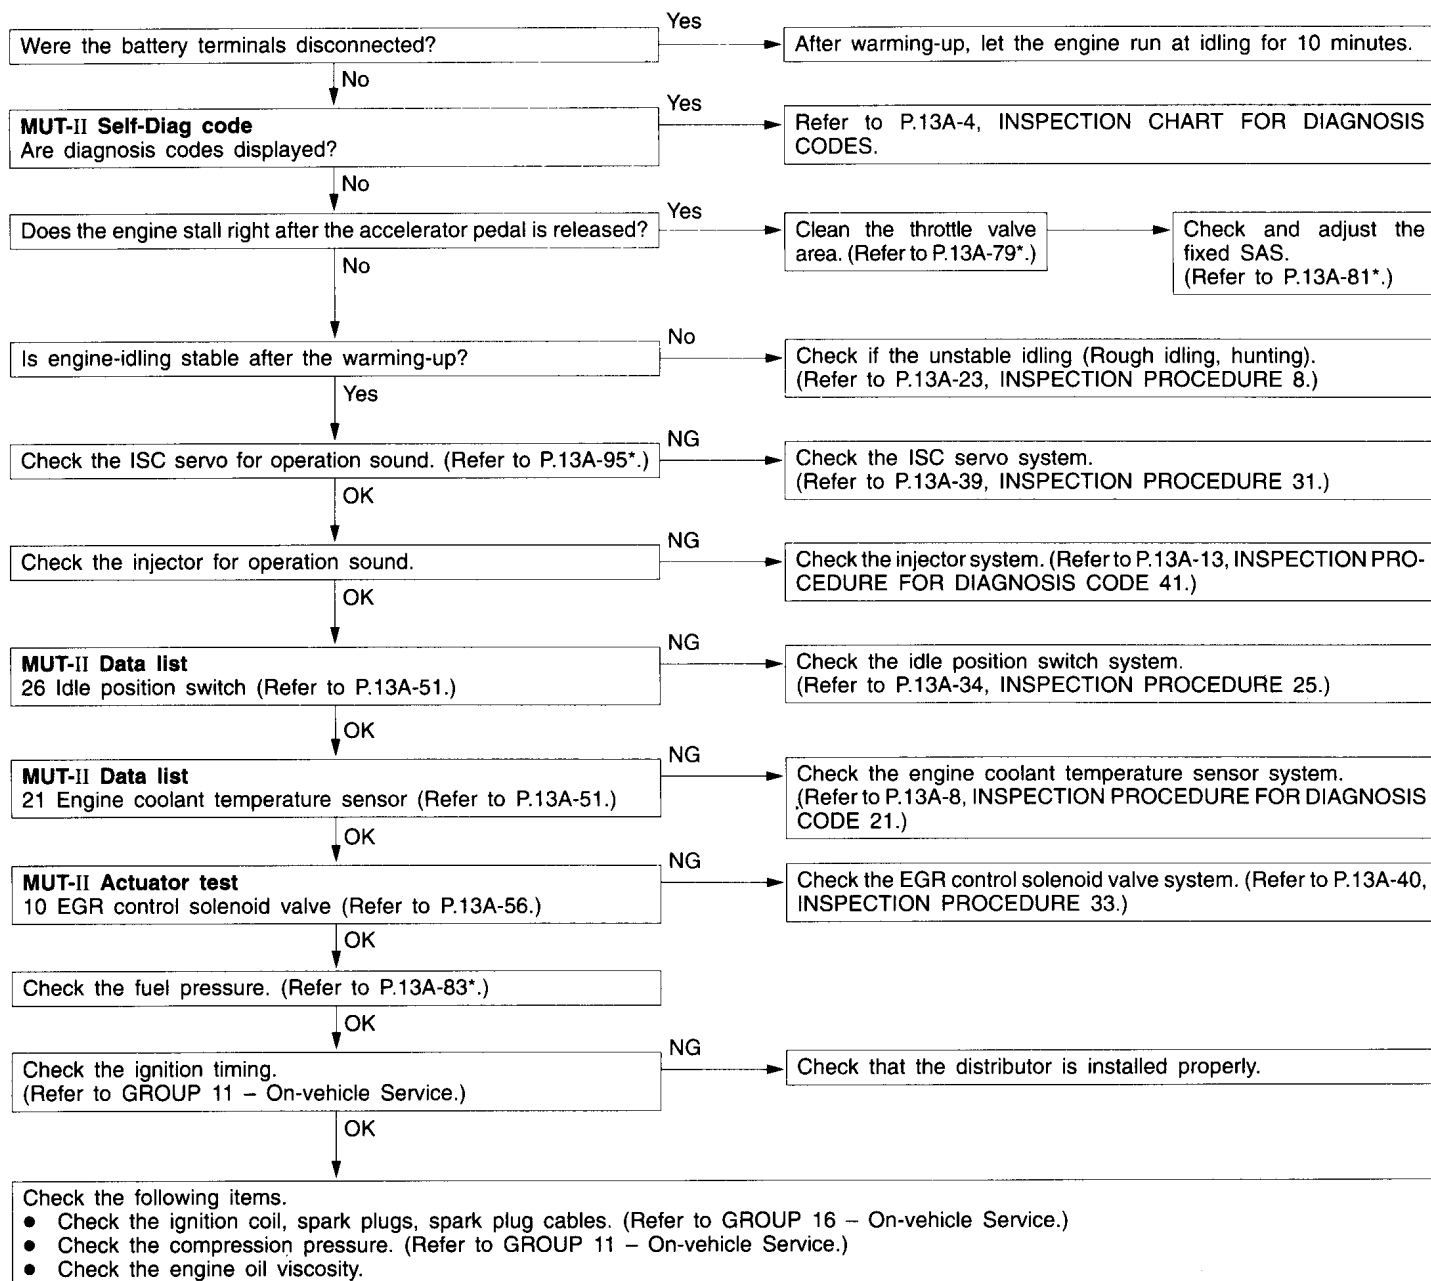 Yes
Were the battery terminals disconnected?
After warming-up, let the engine run at idling for 10 minutes.
No
MUT-II Self-Diag code
Are diagnosis codes displayed?
Yes
Refer to P.13A-4, INSPECTION CHART FOR DIAGNOSIS
CODES.
No
Does the engine stall right after the accelerator pedal is released?
Yes
Clean the throttle valve
area. (Refer to P.13A-79*.)
Check and adjust the
fixed SAS.
(Refer to P.13A-81*.)
No
Is engine-idling stable after the warming-up?
No
Check if the unstable idling (Rough idling, hunting).
(Refer to P.13A-23, INSPECTION PROCEDURE 8.)
Yes
Check the ISC servo for operation sound. (Refer to P.13A-95*.)
NG
Check the ISC servo system.
(Refer to P.13A-39, INSPECTION PROCEDURE 31.)
OK
Check the injector for operation sound.
NG
Check the injector system. (Refer to P.13A-13, INSPECTION PRO-
CEDURE FOR DIAGNOSIS CODE 41.)
OK
MUT-II Data list
26 Idle position switch (Refer to P.13A-51.)
NG
Check the idle position switch system.
(Refer to P.13A-34, INSPECTION PROCEDURE 25.)
OK
MUT-II Data list
21 Engine coolant temperature sensor (Refer to P.13A-51.)
NG
Check the engine coolant temperature sensor system.
(Refer to P.13A-8, INSPECTION PROCEDURE FOR DIAGNOSIS
CODE 21.)
OK
MUT-II Actuator test
10 EGR control solenoid valve (Refer to P.13A-56.)
NG
Check the EGR control solenoid valve system. (Refer to P.13A-40,
INSPECTION PROCEDURE 33.)
OK
Check the fuel pressure. (Refer to P.13A-83*.)
OK
Check the ignition timing.
(Refer to GROUP 11 – On-vehicle Service.)
NG
Check that the distributor is installed properly.
OK
Check the following items.
● Check the ignition coil, spark plugs, spark plug cables. (Refer to GROUP 16 – On-vehicle Service.)
● Check the compression pressure. (Refer to GROUP 11 – On-vehicle Service.)
● Check the engine oil viscosity.